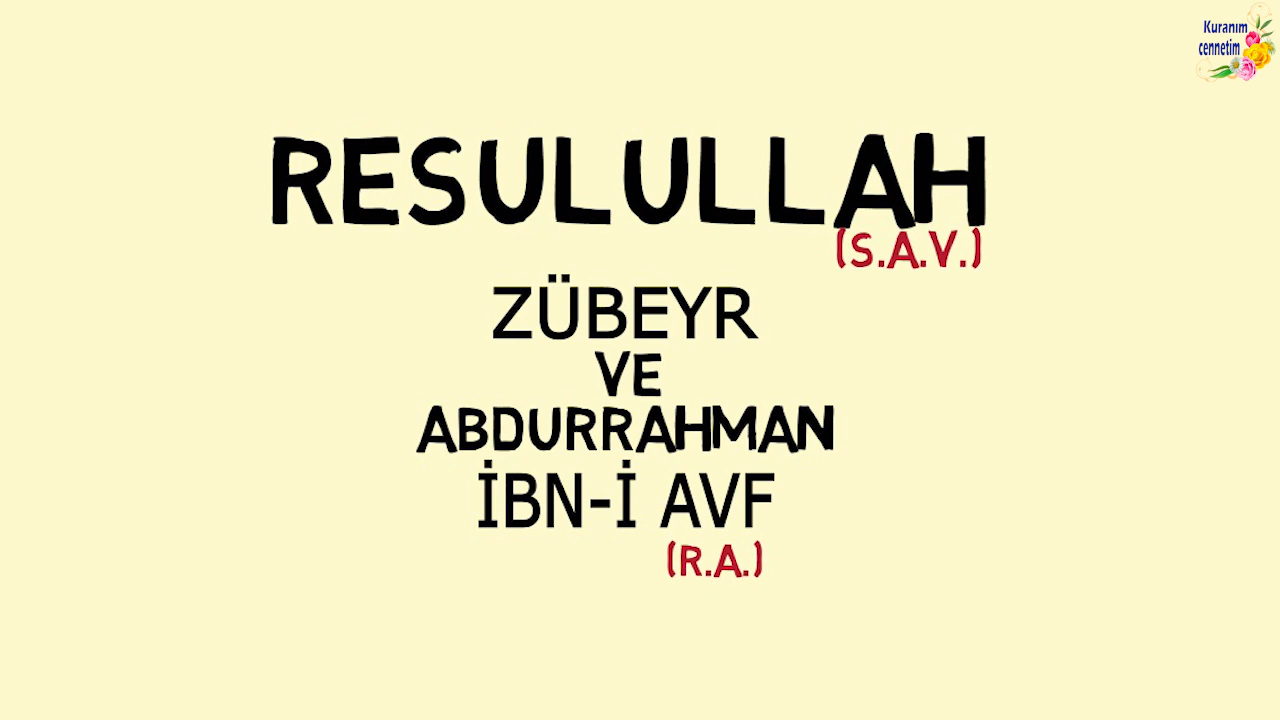 Kuranım
cennetim
RESULULLAH
(S.A.V.)
ZÜBEYR
VE
ABDURRAHMAN
İBN-İ AVF
(R.A.)